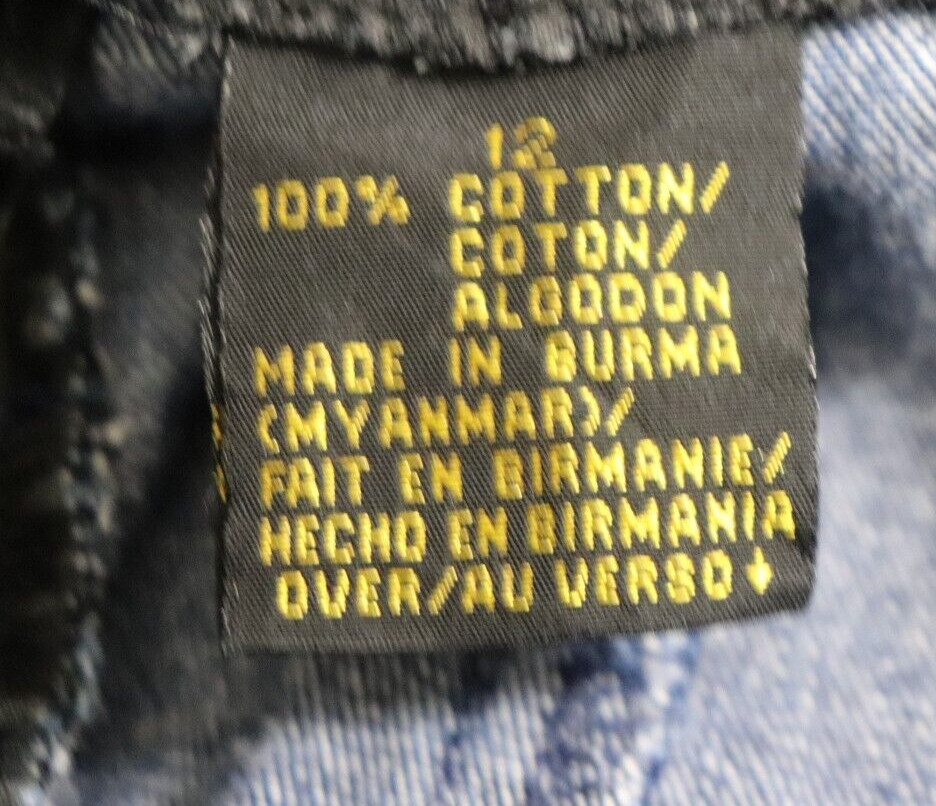 12
100% COTTON/
COTON/
ALGODON
MADE IN BURMA
(MYANMAR)/
FAIT EN BIRMANIE/
HECHO EN BIRMANIA
OVER/AU VERSO↓